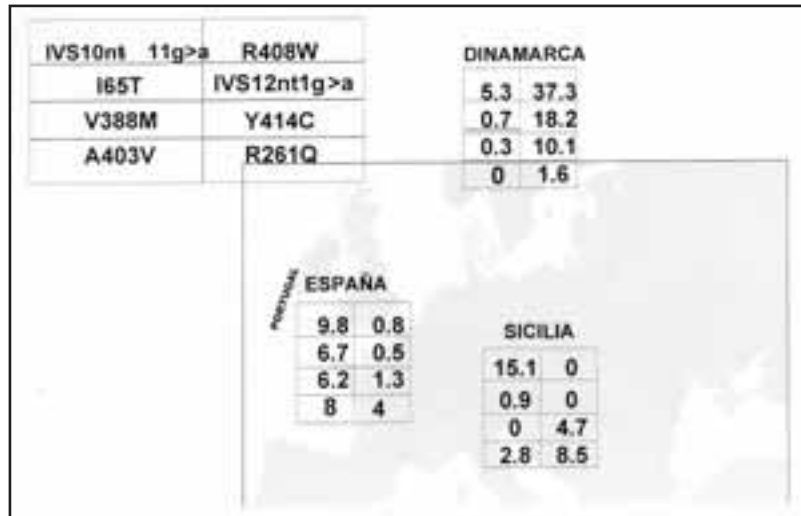 IVS10nt 11g>a R408W
I65T IVS12nt1g>a
V388M Y414C
A403V R261Q
DINAMARCA
5.3 37.3
0.7 18.2
0.3 10.1
0 1.6
PORTUGAL
ESPAÑA
9.8 0.8
6.7 0.5
6.2 1.3
8 4
SICILIA
15.1 0
0.9 0
0 4.7
2.8 8.5